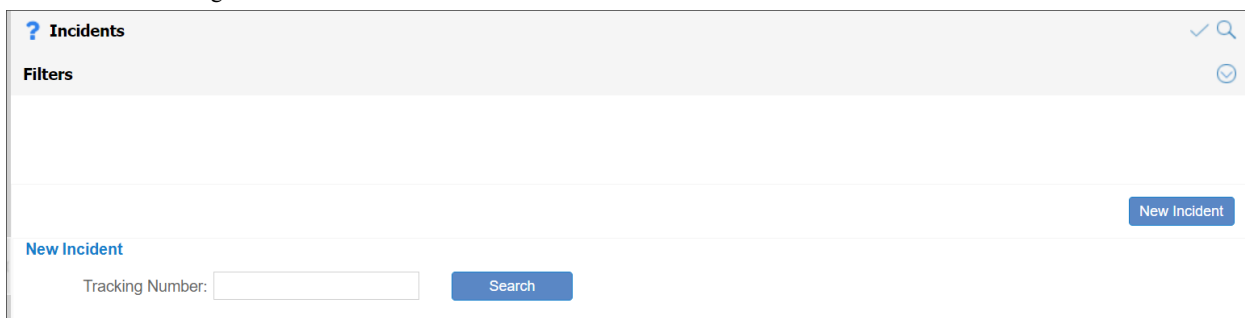 ? Incidents
Filters
New Incident
New Incident
Tracking Number:
Search